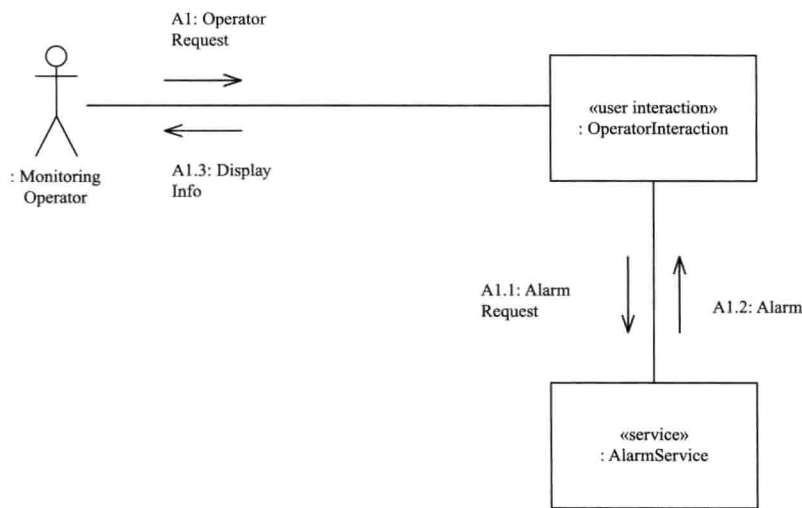 A1: Operator
Request
«user interaction»
: OperatorInteraction
: Monitoring
Operator
A1.3: Display
Info
A1.1: Alarm
Request
A1.2: Alarm
«service»
: AlarmService